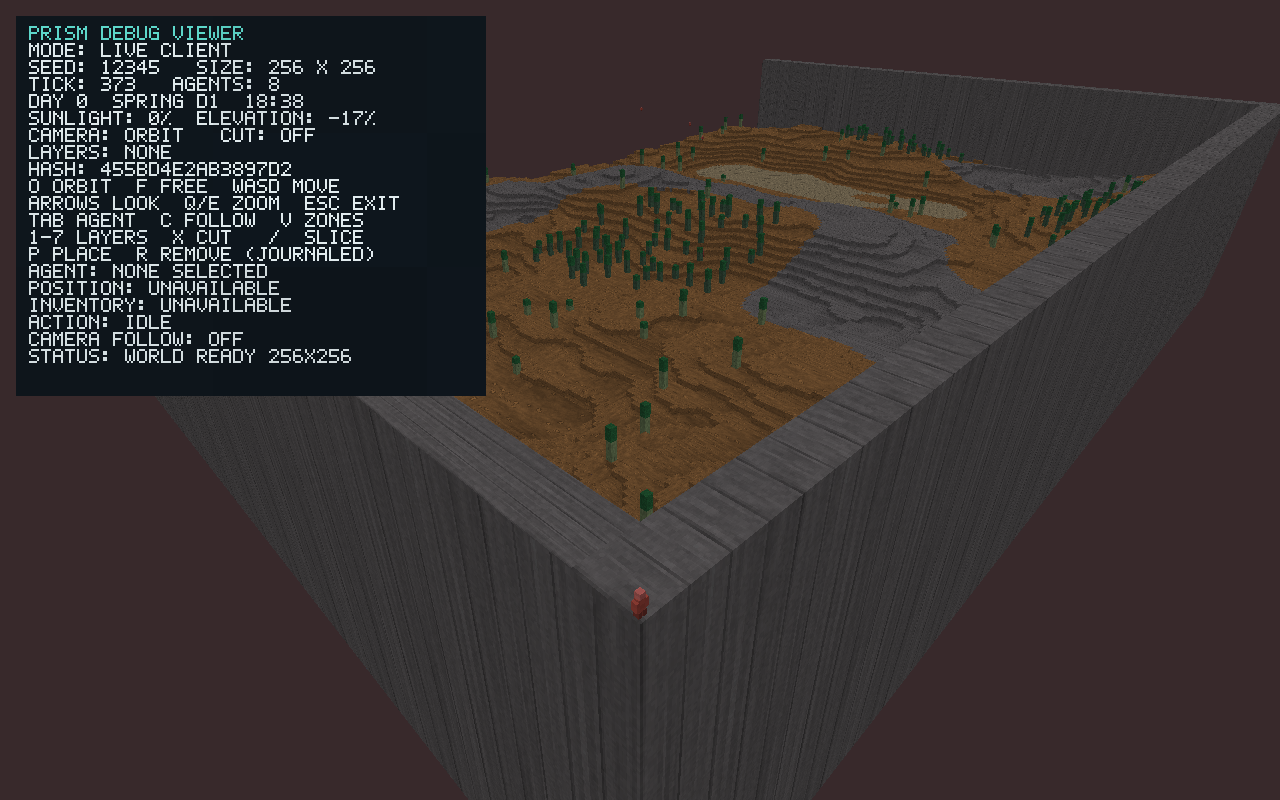 PRISM DEBUG VIEWER
MODE: LIVE CLIENT
SEED: 12345 SIZE: 256 X 256
TICK: 373 AGENTS: 8
DAY 0 SPRING D1 18:38
SUNLIGHT: 0% ELEVATION: -17%
CAMERA: ORBIT CUT: OFF
LAYERS: NONE
HASH: 455BD4E2AB3897D2
O ORBIT F FREE WASD MOVE
ARROWS LOOK Q/E ZOOM ESC EXIT
TAB AGENT C FOLLOW V ZONES
1-7 LAYERS X CUT / SLICE
P PLACE R REMOVE (JOURNALED)
AGENT: NONE SELECTED
POSITION: UNAVAILABLE
INVENTORY: UNAVAILABLE
ACTION: IDLE
CAMERA FOLLOW: OFF
STATUS: WORLD READY 256X256